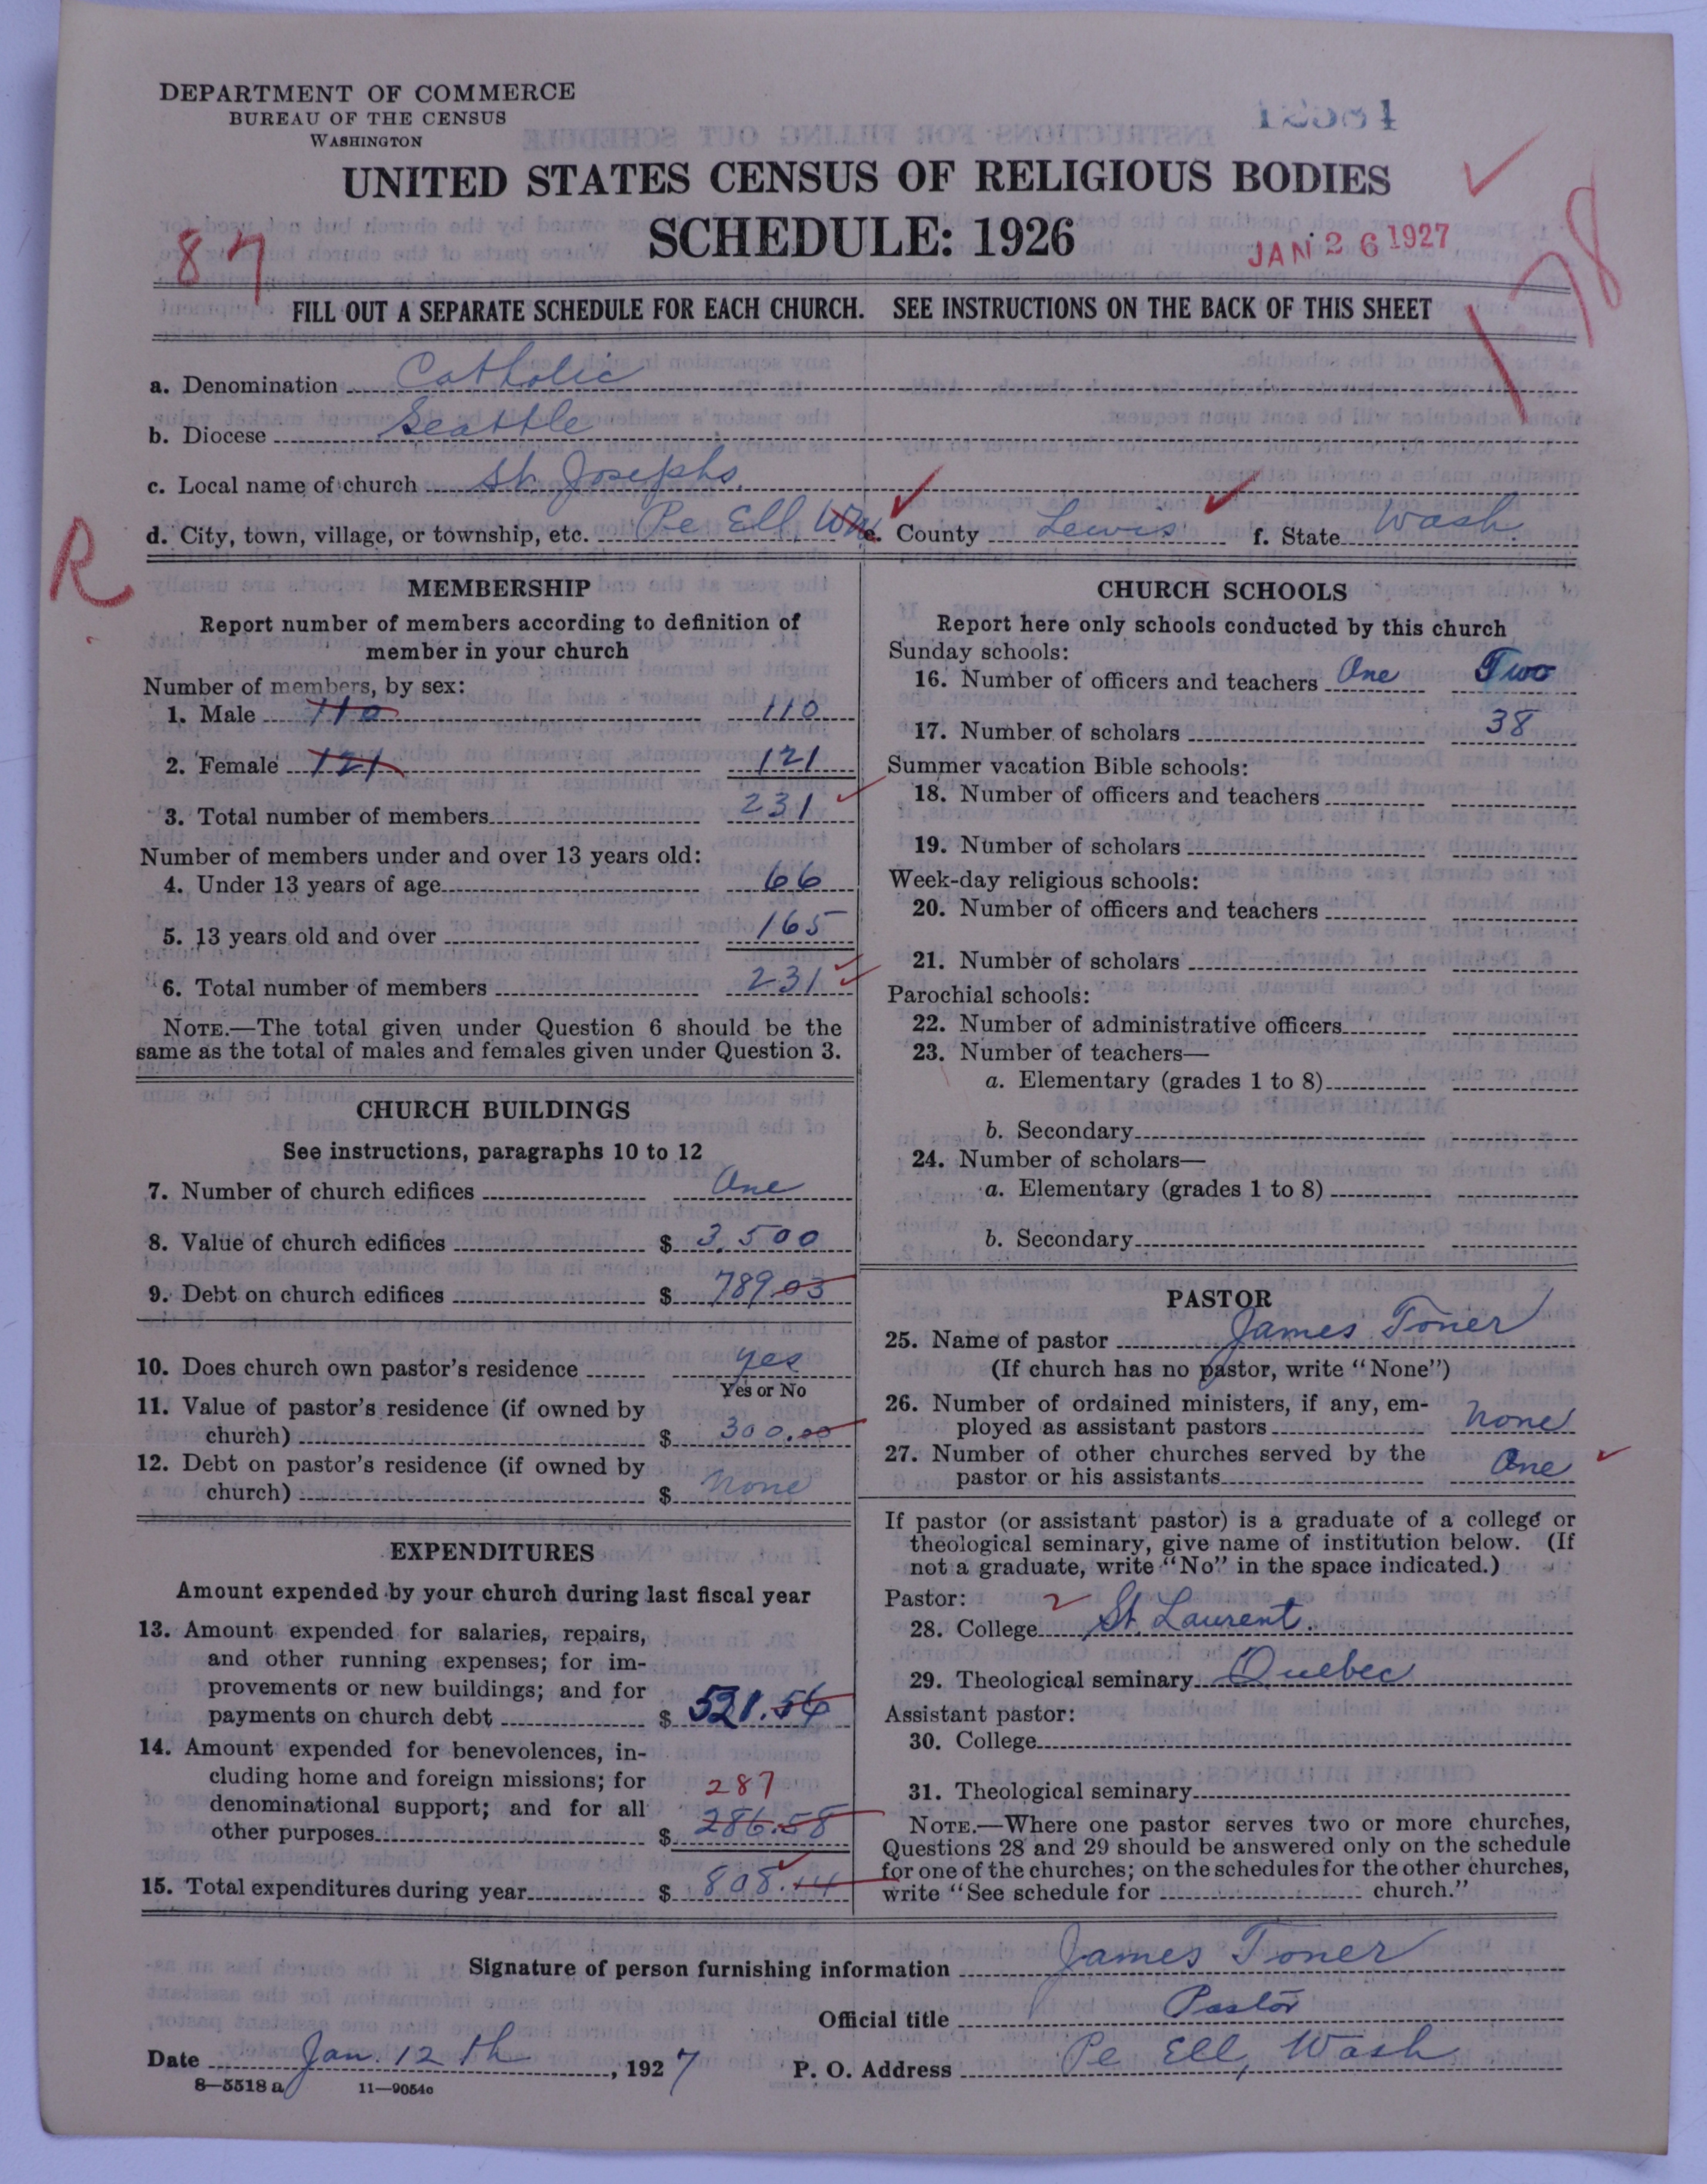 DEPARTMENT OF COMMERCE
BUREAU OF THE CENSUS
WASHINGTON
UNITED STATES CENSUS OF RELIGIOUS BODIES
SCHEDULE: 1926
JAN 26 1927
87
178
FILL OUT A SEPARATE SCHEDULE FOR EACH CHURCH. SEE INSTRUCTIONS ON THE BACK OF THIS SHEET
a. Denomination Catholic
b. Diocese Seattle
c. Local name of church St. Josephs.
d. City, town, village, or township, etc. Pe Ell, Wn e. County Lewis f. State Wash.
R
MEMBERSHIP
Report number of members according to definition of
member in your church
Number of members, by sex:
1. Male 110 110
2. Female 121 121
3. Total number of members 231
Number of members under and over 13 years old:
4. Under 13 years of age 66
5. 13 years old and over 165
6. Total number of members 231
NOTE.—The total given under Question 6 should be the
same as the total of males and females given under Question 3.
CHURCH BUILDINGS
See instructions, paragraphs 10 to 12
7. Number of church edifices One
8. Value of church edifices $ 3,500
9. Debt on church edifices $ 789.03
10. Does church own pastor's residence yes
Yes or No
11. Value of pastor's residence (if owned by
church) $ 300.00
12. Debt on pastor's residence (if owned by
church) $ None
EXPENDITURES
Amount expended by your church during last fiscal year
13. Amount expended for salaries, repairs,
and other running expenses; for im-
provements or new buildings; and for
payments on church debt $ 521.56
14. Amount expended for benevolences, in-
cluding home and foreign missions; for
denominational support; and for all 287
other purposes $ 286.58
15. Total expenditures during year $ 808.14
CHURCH SCHOOLS
Report here only schools conducted by this church
Sunday schools:
16. Number of officers and teachers One Two
17. Number of scholars 38
Summer vacation Bible schools:
18. Number of officers and teachers
19. Number of scholars
Week-day religious schools:
20. Number of officers and teachers
21. Number of scholars
Parochial schools:
22. Number of administrative officers
23. Number of teachers—
a. Elementary (grades 1 to 8)
b. Secondary
24. Number of scholars—
a. Elementary (grades 1 to 8)
b. Secondary
PASTOR
25. Name of pastor James Toner
(If church has no pastor, write "None")
26. Number of ordained ministers, if any, em-
ployed as assistant pastors None
27. Number of other churches served by the
pastor or his assistants One
If pastor (or assistant pastor) is a graduate of a college or
theological seminary, give name of institution below. (If
not a graduate, write "No" in the space indicated.)
Pastor: 2
28. College St. Laurent.
29. Theological seminary Quebec
Assistant pastor:
30. College
31. Theological seminary
NOTE.—Where one pastor serves two or more churches,
Questions 28 and 29 should be answered only on the schedule
for one of the churches; on the schedules for the other churches,
write "See schedule for church."
Signature of person furnishing information James Toner
Official title Pastor
Date Jan. 12th, 1927 P. O. Address Pe Ell, Wash
8—5518 a 11—9054c